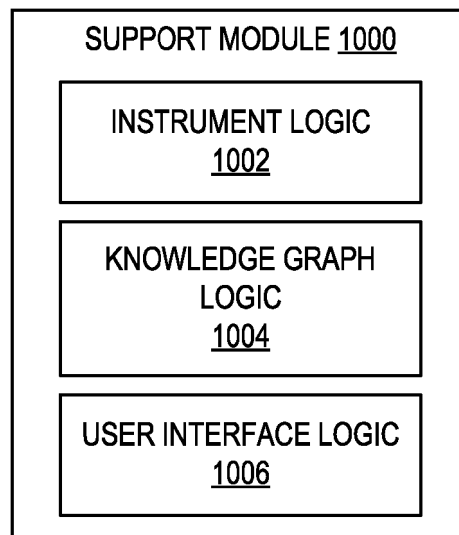 SUPPORT MODULE 1000
INSTRUMENT LOGIC
1002
KNOWLEDGE GRAPH
LOGIC
1004
USER INTERFACE LOGIC
1006